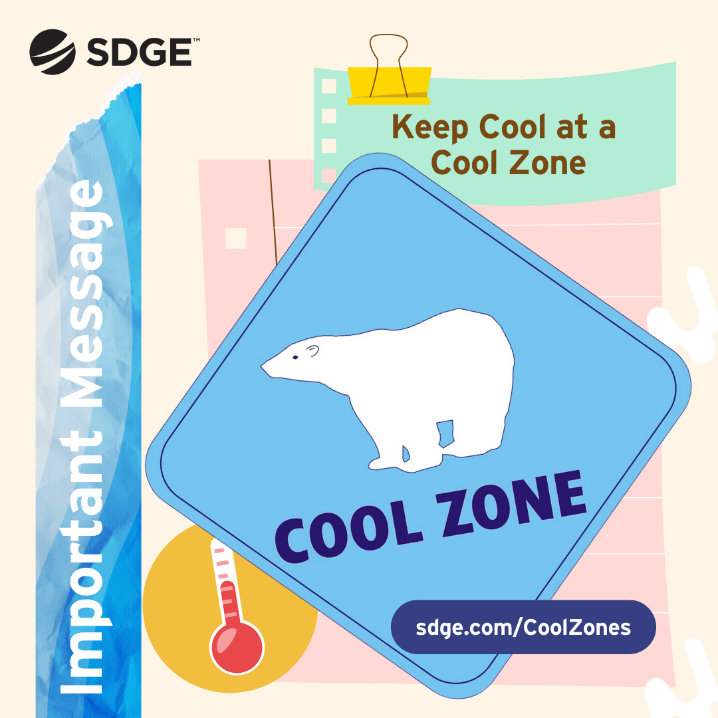 SDGE™
Keep Cool at a
Cool Zone
Important Message
COOL ZONE
sdge.com/CoolZones